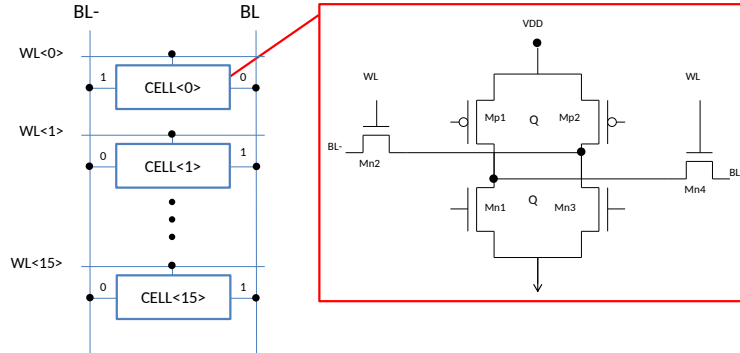 BL- BL
WL<0>
1 CELL<0> 0
WL<1>
0 CELL<1> 1
WL<15>
0 CELL<15> 1
VDD
WL WL
Mp1 Q Mp2
BL- Mn2
BL
Mn4
Mn1 Q Mn3